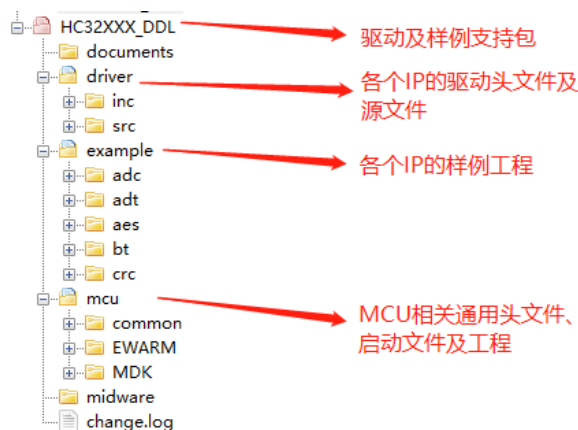 HC32XXX_DDL
驱动及样例支持包
documents
driver
各个IP的驱动头文件及
源文件
inc
src
example
各个IP的样例工程
adc
adt
aes
bt
crc
mcu
MCU相关通用头文件、
启动文件及工程
common
EWARM
MDK
midware
change.log